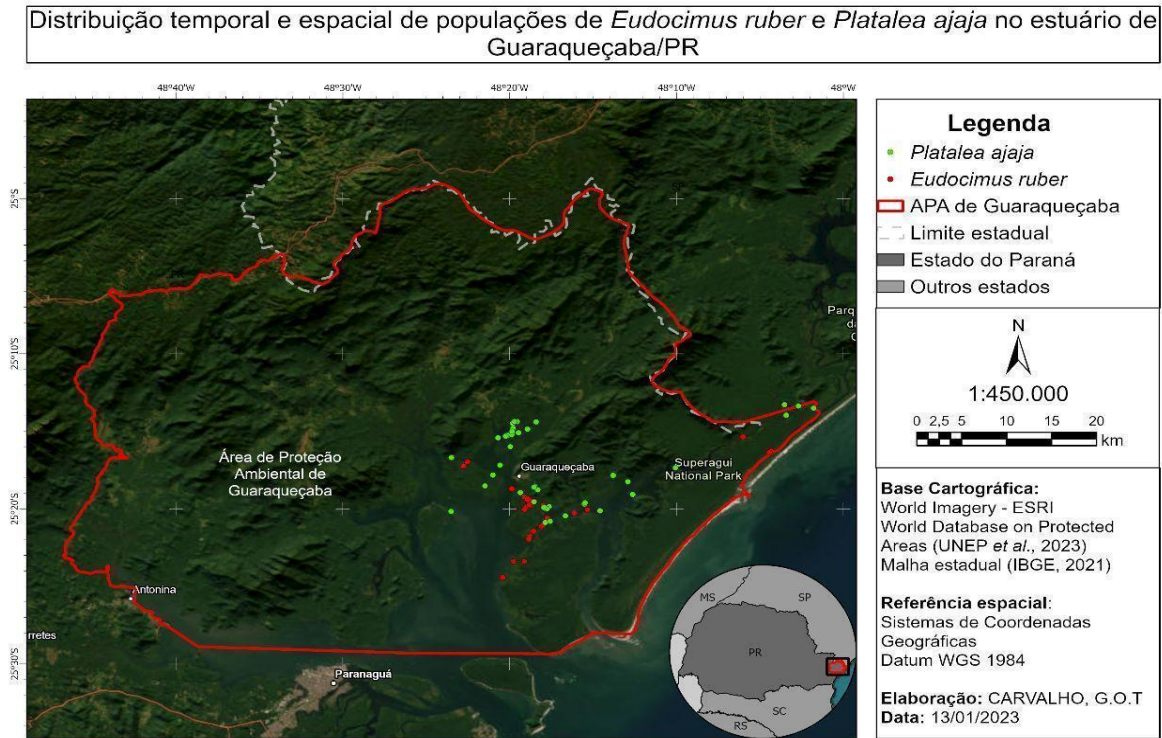 Distribuição temporal e espacial de populações de Eudocimus ruber e Platalea ajaja no estuário de
Guaraqueçaba/PR
48°40'W
48°30'W
48°20'W
48°10'W
48°0'W
25°S
25°10'S
25°20'S
25°30'S
Parq
da
C
Área de Proteção
Ambiental de
Guaraqueçaba
Guaraqueçaba
Superagui
National Park
Antonina
rretes
Paranaguá
MS
SP
PR
SC
RS
Legenda
Platalea ajaja
Eudocimus ruber
APA de Guaraqueçaba
Limite estadual
Estado do Paraná
Outros estados
N
1:450.000
0 2,5 5 10 15 20
km
Base Cartográfica:
World Imagery - ESRI
World Database on Protected
Areas (UNEP et al., 2023)
Malha estadual (IBGE, 2021)
Referência espacial:
Sistemas de Coordenadas
Geográficas
Datum WGS 1984
Elaboração: CARVALHO, G.O.T
Data: 13/01/2023